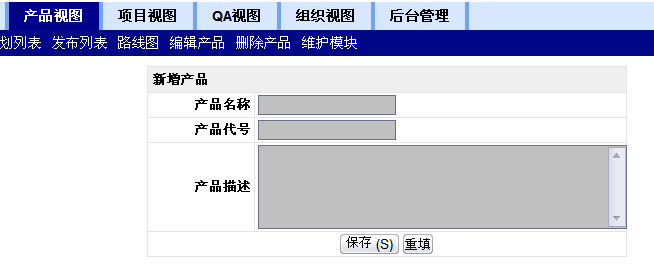 产品视图 项目视图 QA视图 组织视图 后台管理
划列表 发布列表 路线图 编辑产品 删除产品 维护模块
新增产品
产品名称
产品代号
产品描述
保存 (S) 重填